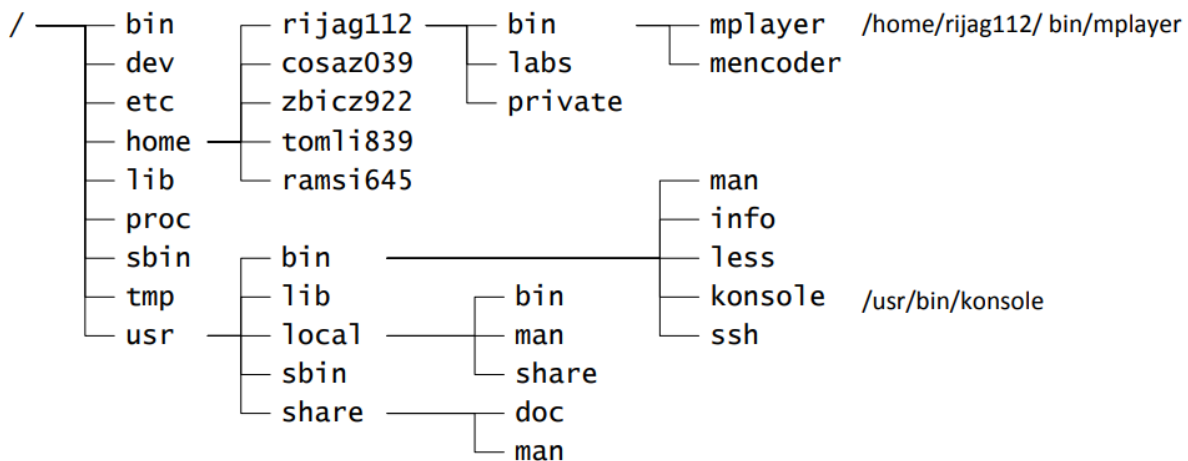 / bin rijag112 bin mplayer /home/rijag112/ bin/mplayer
dev cosaz039 labs mencoder
etc zbicz922 private
home tomli839
lib ramsi645 man
proc info
sbin bin less
tmp lib bin konsole /usr/bin/konsole
usr local man ssh
sbin share
share doc
man